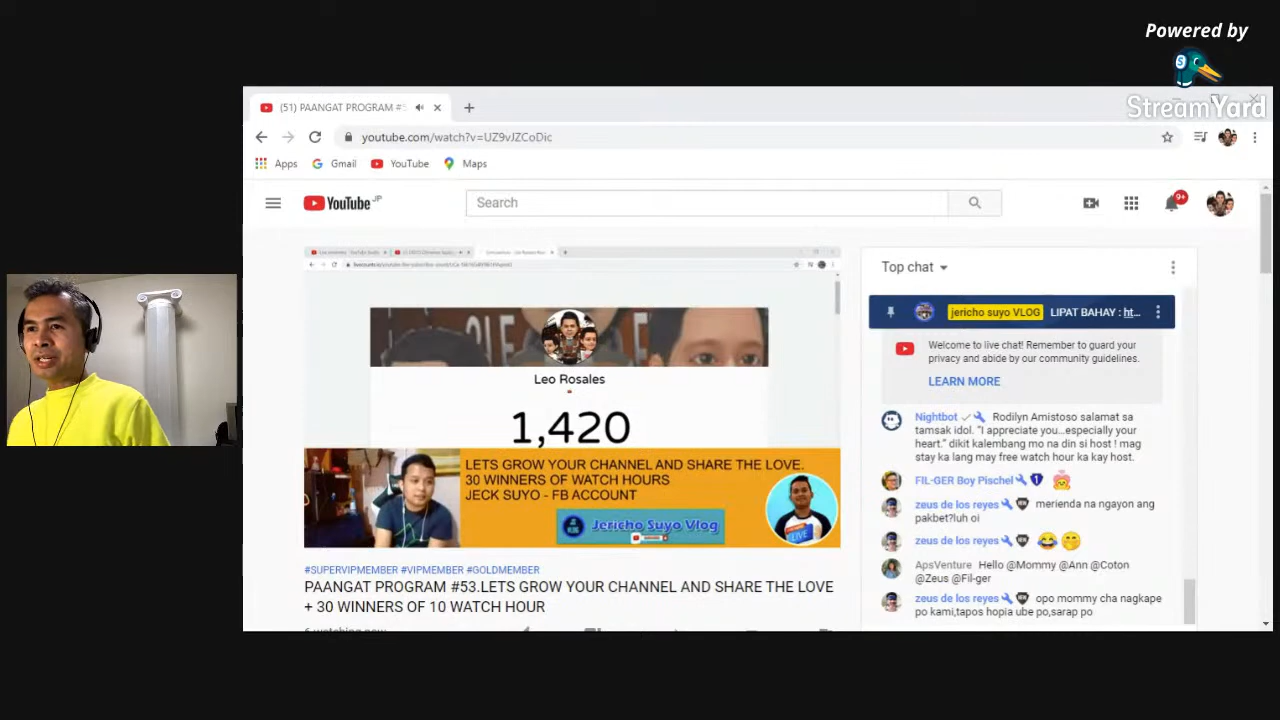 Powered by
StreamYard
(51) PAANGAT PROGRAM #5
youtube.com/watch?v=UZ9vJZCoDic
Apps Gmail YouTube Maps
YouTube JP
Search
9+
Top chat
jericho suyo VLOG LIPAT BAHAY : ht...
Welcome to live chat! Remember to guard your
privacy and abide by our community guidelines.
LEARN MORE
Nightbot Rodilyn Amistoso salamat sa
tamsak idol. "I appreciate you...especially your
heart." dikit kalembang mo na din si host ! mag
stay ka lang may free watch hour ka kay host.
FIL-GER Boy Pischel
zeus de los reyes merienda na ngayon ang
pakbet?luh oi
zeus de los reyes
ApsVenture Hello @Mommy @Ann @Coton
@Zeus @Fil-ger
zeus de los reyes opo mommy cha nagkape
po kami,tapos hopia ube po,sarap po
Leo Rosales
1,420
LETS GROW YOUR CHANNEL AND SHARE THE LOVE.
30 WINNERS OF WATCH HOURS
JECK SUYO - FB ACCOUNT
Jericho Suyo Vlog
LIVE
#SUPERVIPMEMBER #VIPMEMBER #GOLDMEMBER
PAANGAT PROGRAM #53.LETS GROW YOUR CHANNEL AND SHARE THE LOVE
+ 30 WINNERS OF 10 WATCH HOUR